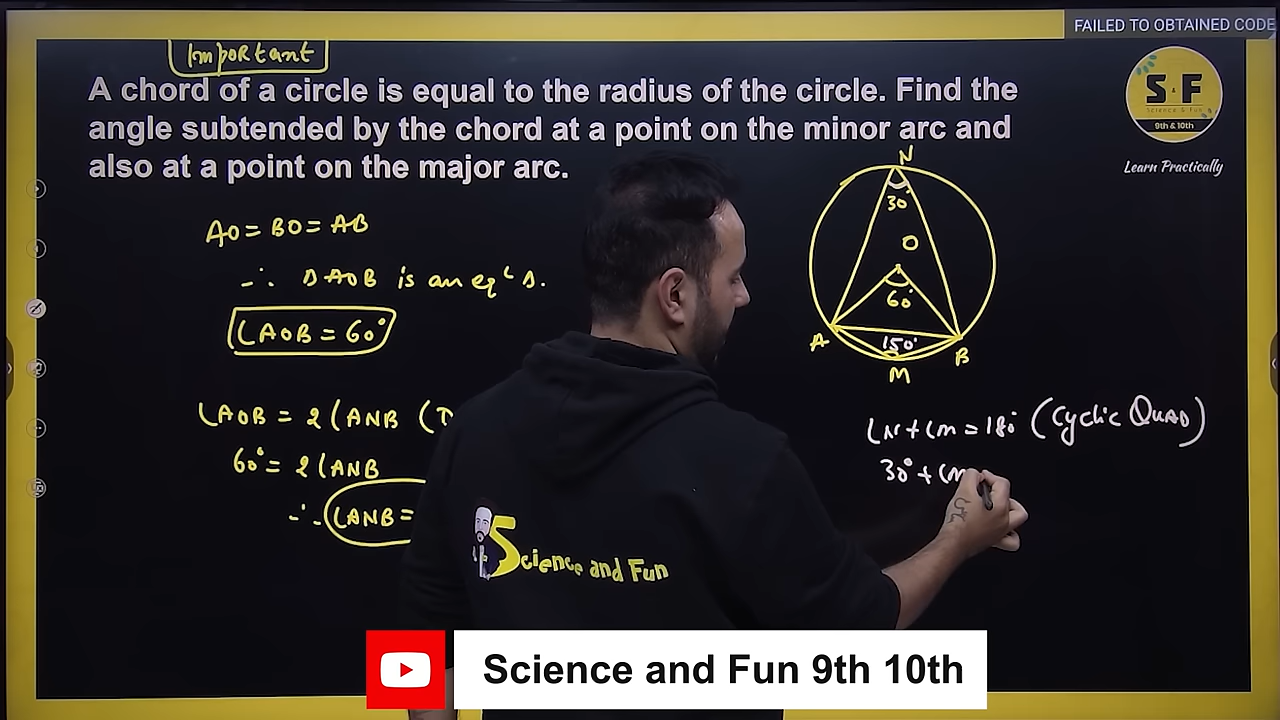 FAILED TO OBTAINED CODE
Important
A chord of a circle is equal to the radius of the circle. Find the
angle subtended by the chord at a point on the minor arc and
also at a point on the major arc.
S&F
Science & Fun
9th & 10th
Learn Practically
AO = BO = AB
∴ ΔAOB is an eqL Δ.
∠AOB = 60°
∠AOB = 2∠ANB (
60° = 2∠ANB
∴ ∠ANB =
N
30°
O
60°
A
150°
B
M
∠N + ∠M = 180° (Cyclic QUAD)
30° + ∠M
Science and Fun
Science and Fun 9th 10th